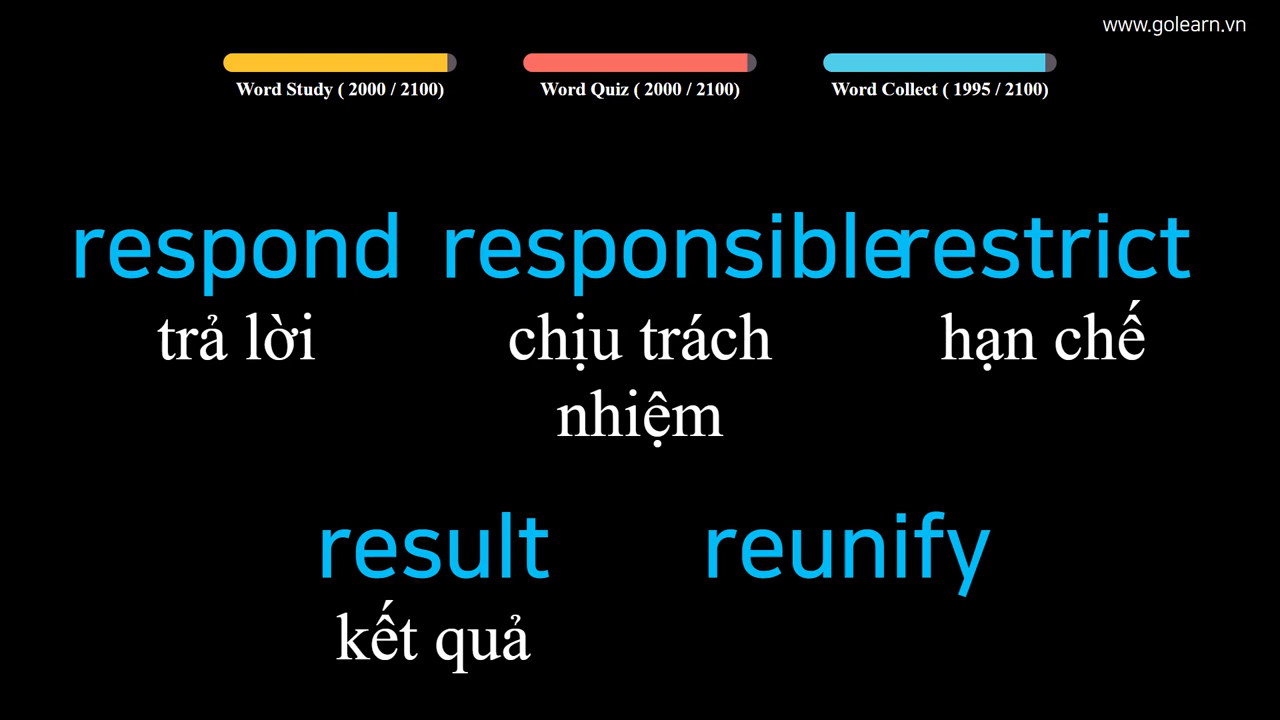 www.golearn.vn
Word Study ( 2000 / 2100)
Word Quiz ( 2000 / 2100)
Word Collect ( 1995 / 2100)
respond
trả lời
responsible
chịu trách
nhiệm
restrict
hạn chế
result
kết quả
reunify